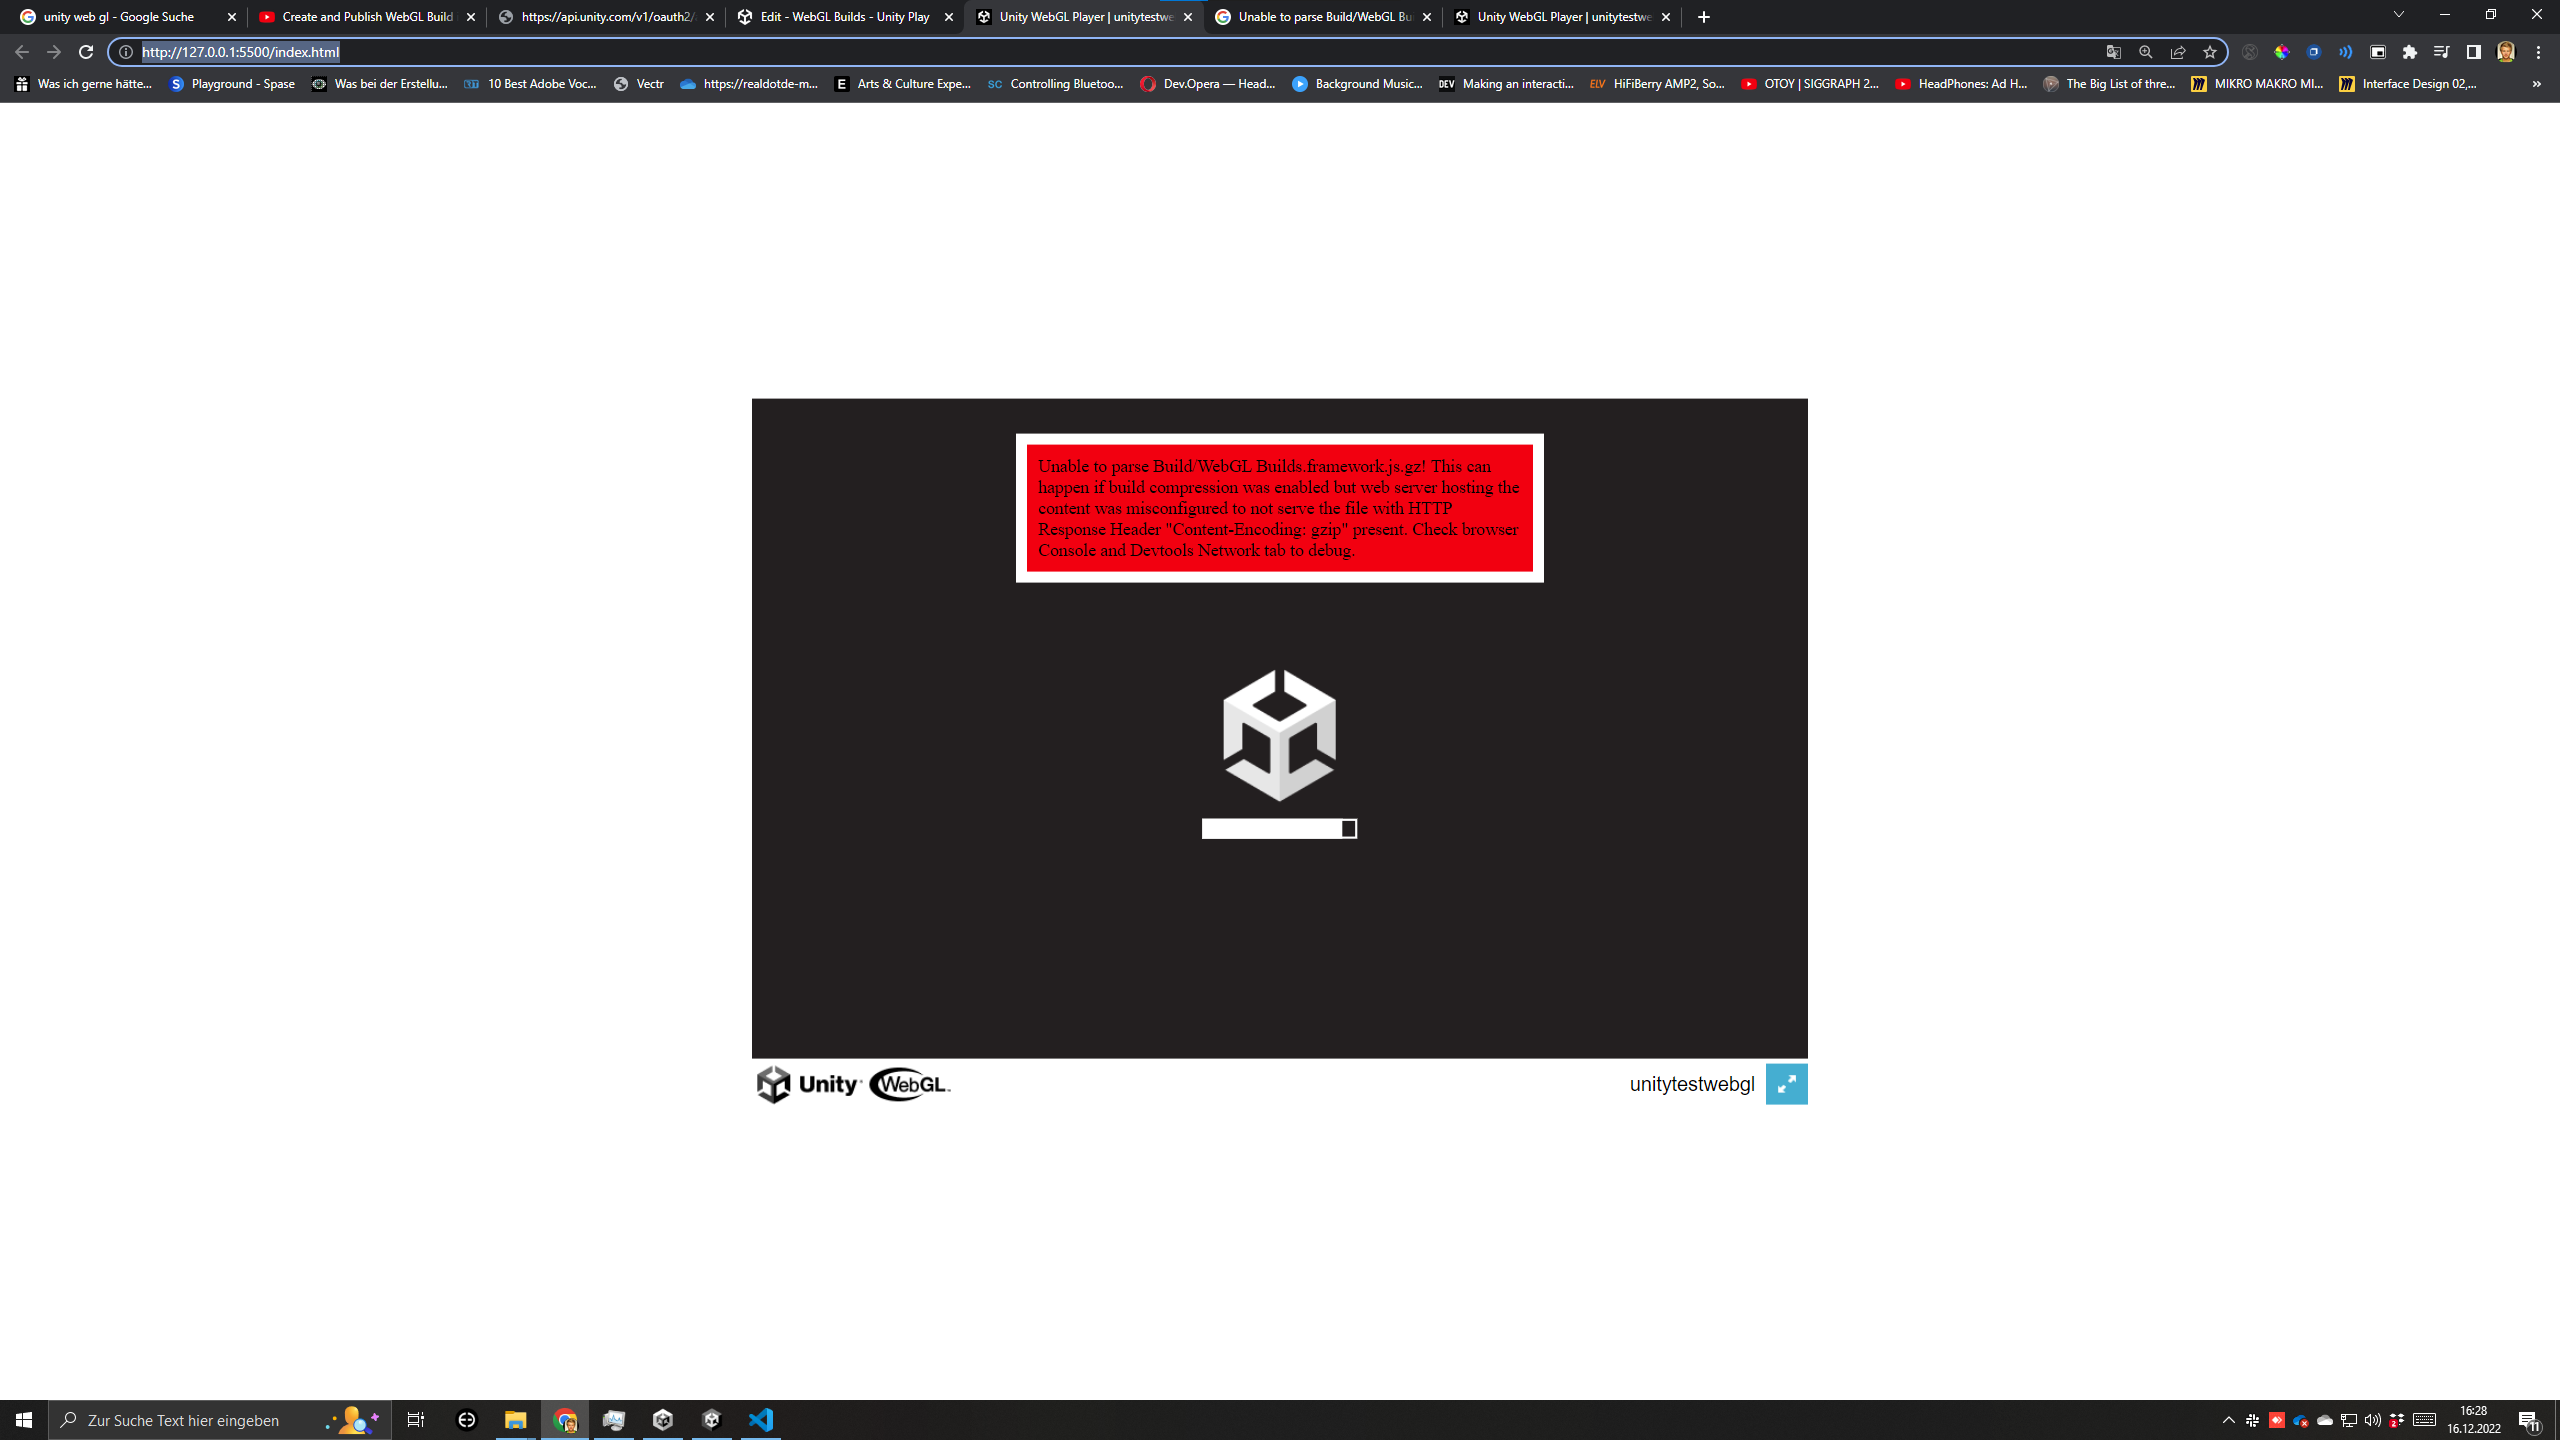 unity web gl - Google Suche
Create and Publish WebGL Build
https://api.unity.com/v1/oauth2/
Edit - WebGL Builds - Unity Play
Unity WebGL Player | unitytestwe
Unable to parse Build/WebGL Bu
Unity WebGL Player | unitytestwe
http://127.0.0.1:5500/index.html
Was ich gerne hätte...
S
Playground - Spase
Was bei der Erstellu...
10 Best Adobe Voc...
Vectr
https://realdotde-m...
E
Arts & Culture Expe...
SC
Controlling Bluetoo...
Dev.Opera — Head...
Background Music...
DEV
Making an interacti...
ELV
HiFiBerry AMP2, So...
OTOY | SIGGRAPH 2...
HeadPhones: Ad H...
The Big List of thre...
MIKRO MAKRO MI...
Interface Design 02,...
»
Unable to parse Build/WebGL Builds.framework.js.gz! This can
happen if build compression was enabled but web server hosting the
content was misconfigured to not serve the file with HTTP
Response Header "Content-Encoding: gzip" present. Check browser
Console and Devtools Network tab to debug.
Unity
WebGL
unitytestwebgl
Zur Suche Text hier eingeben
16:28
16.12.2022
11